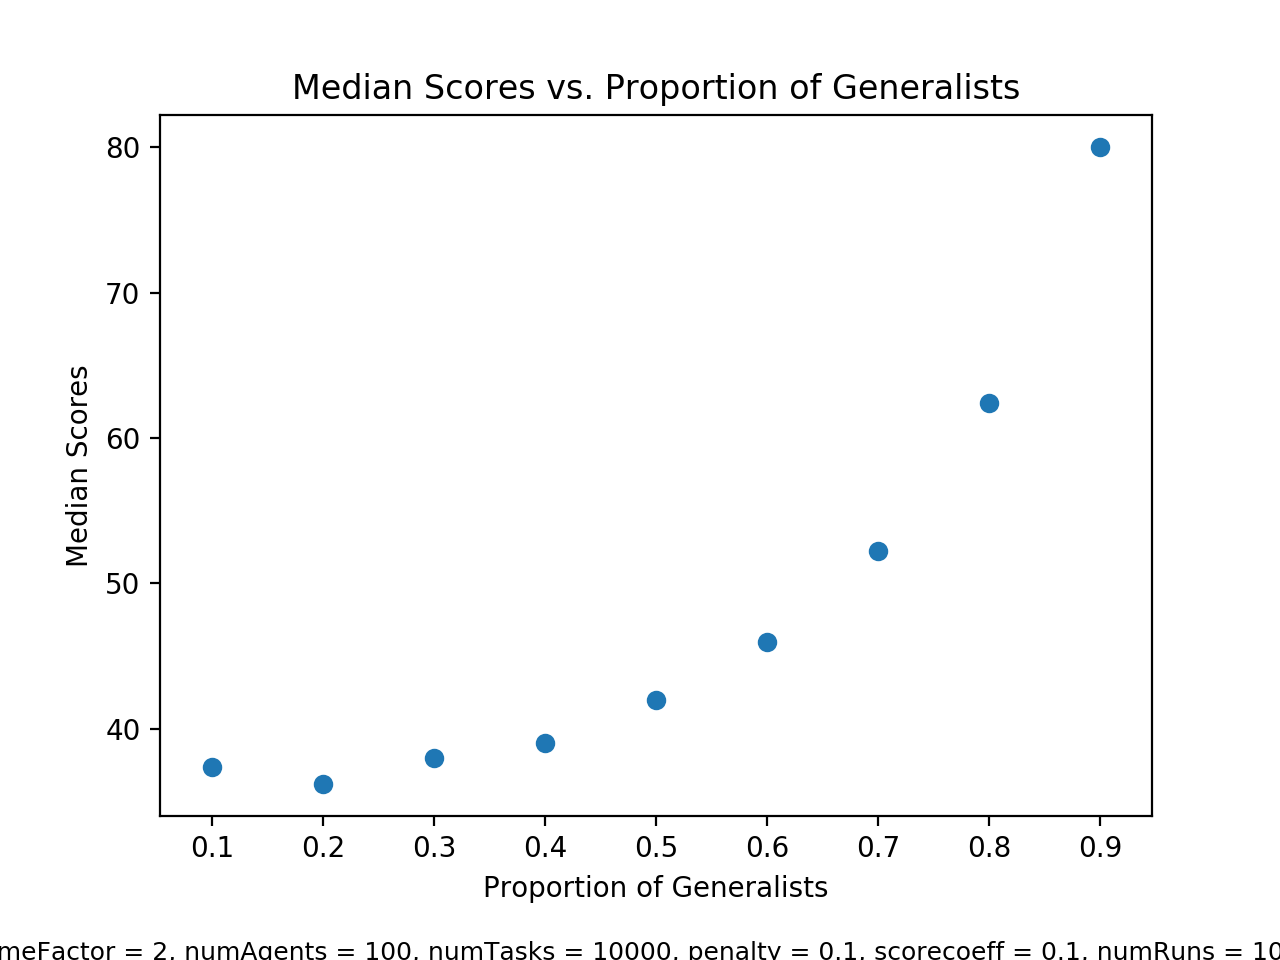 Median Scores vs. Proportion of Generalists
80
70
60
50
40
Median Scores
0.1 0.2 0.3 0.4 0.5 0.6 0.7 0.8 0.9
Proportion of Generalists
meFactor = 2, numAgents = 100, numTasks = 10000, penalty = 0.1, scorecoeff = 0.1, numRuns = 10